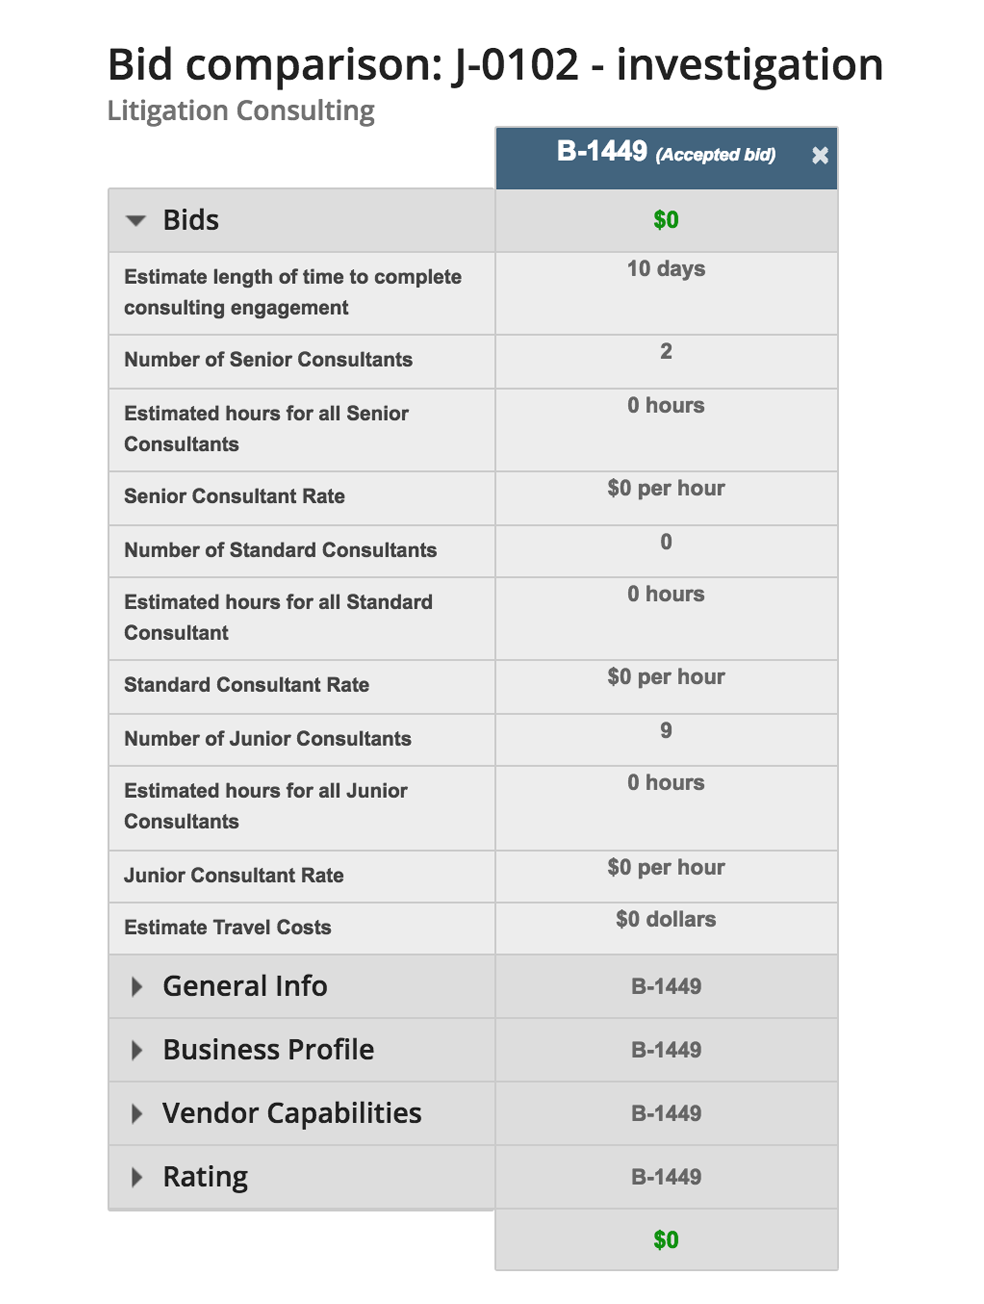 Bid comparison: J-0102 - investigation
Litigation Consulting
B-1449 (Accepted bid) ✖
Bids $0
Estimate length of time to complete 10 days
consulting engagement
Number of Senior Consultants 2
Estimated hours for all Senior 0 hours
Consultants
Senior Consultant Rate $0 per hour
Number of Standard Consultants 0
Estimated hours for all Standard 0 hours
Consultant
Standard Consultant Rate $0 per hour
Number of Junior Consultants 9
Estimated hours for all Junior 0 hours
Consultants
Junior Consultant Rate $0 per hour
Estimate Travel Costs $0 dollars
General Info B-1449
Business Profile B-1449
Vendor Capabilities B-1449
Rating B-1449
$0